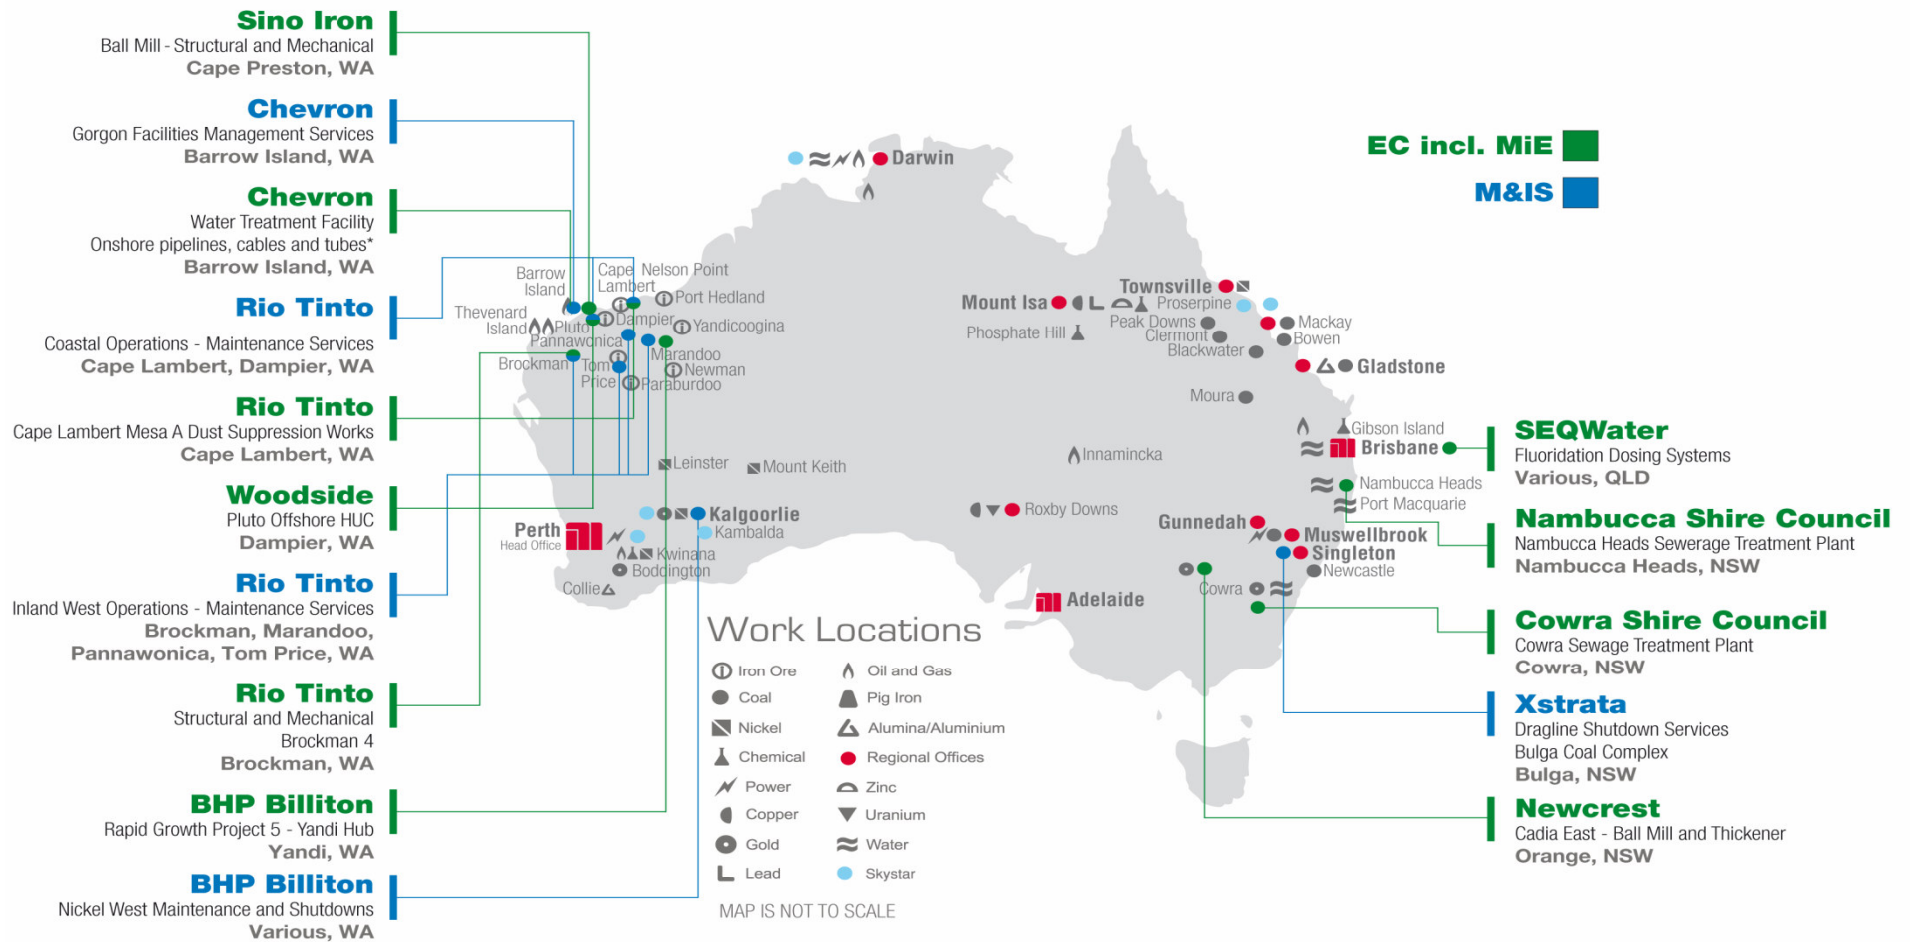 Sino Iron
Ball Mill - Structural and Mechanical
Cape Preston, WA
Chevron
Gorgon Facilities Management Services
Barrow Island, WA
Chevron
Water Treatment Facility
Onshore pipelines, cables and tubes*
Barrow Island, WA
Rio Tinto
Coastal Operations - Maintenance Services
Cape Lambert, Dampier, WA
Rio Tinto
Cape Lambert Mesa A Dust Suppression Works
Cape Lambert, WA
Woodside
Pluto Offshore HUC
Dampier, WA
Rio Tinto
Inland West Operations - Maintenance Services
Brockman, Marandoo,
Pannawonica, Tom Price, WA
Rio Tinto
Structural and Mechanical
Brockman 4
Brockman, WA
BHP Billiton
Rapid Growth Project 5 - Yandi Hub
Yandi, WA
BHP Billiton
Nickel West Maintenance and Shutdowns
Various, WA
EC incl. MiE
M&IS
Darwin
Barrow
Island
Cape
Lambert
Nelson Point
Port Hedland
Thevenard
Island
Pluto
Dampier
Yandicoogina
Pannawonica
Marandoo
Brockman
Tom
Price
Newman
Paraburdoo
Leinster
Mount Keith
Kalgoorlie
Kambalda
Perth
Head Office
Kwinana
Boddington
Collie
Townsville
Mount Isa
Proserpine
Phosphate Hill
Peak Downs
Mackay
Clermont
Bowen
Blackwater
Gladstone
Moura
Gibson Island
Brisbane
Innamincka
Nambucca Heads
Port Macquarie
Roxby Downs
Gunnedah
Muswellbrook
Singleton
Newcastle
Cowra
Adelaide
Work Locations
Iron Ore
Oil and Gas
Coal
Pig Iron
Nickel
Alumina/Aluminium
Chemical
Regional Offices
Power
Zinc
Copper
Uranium
Gold
Water
Lead
Skystar
MAP IS NOT TO SCALE
SEQWater
Fluoridation Dosing Systems
Various, QLD
Nambucca Shire Council
Nambucca Heads Sewerage Treatment Plant
Nambucca Heads, NSW
Cowra Shire Council
Cowra Sewage Treatment Plant
Cowra, NSW
Xstrata
Dragline Shutdown Services
Bulga Coal Complex
Bulga, NSW
Newcrest
Cadia East - Ball Mill and Thickener
Orange, NSW